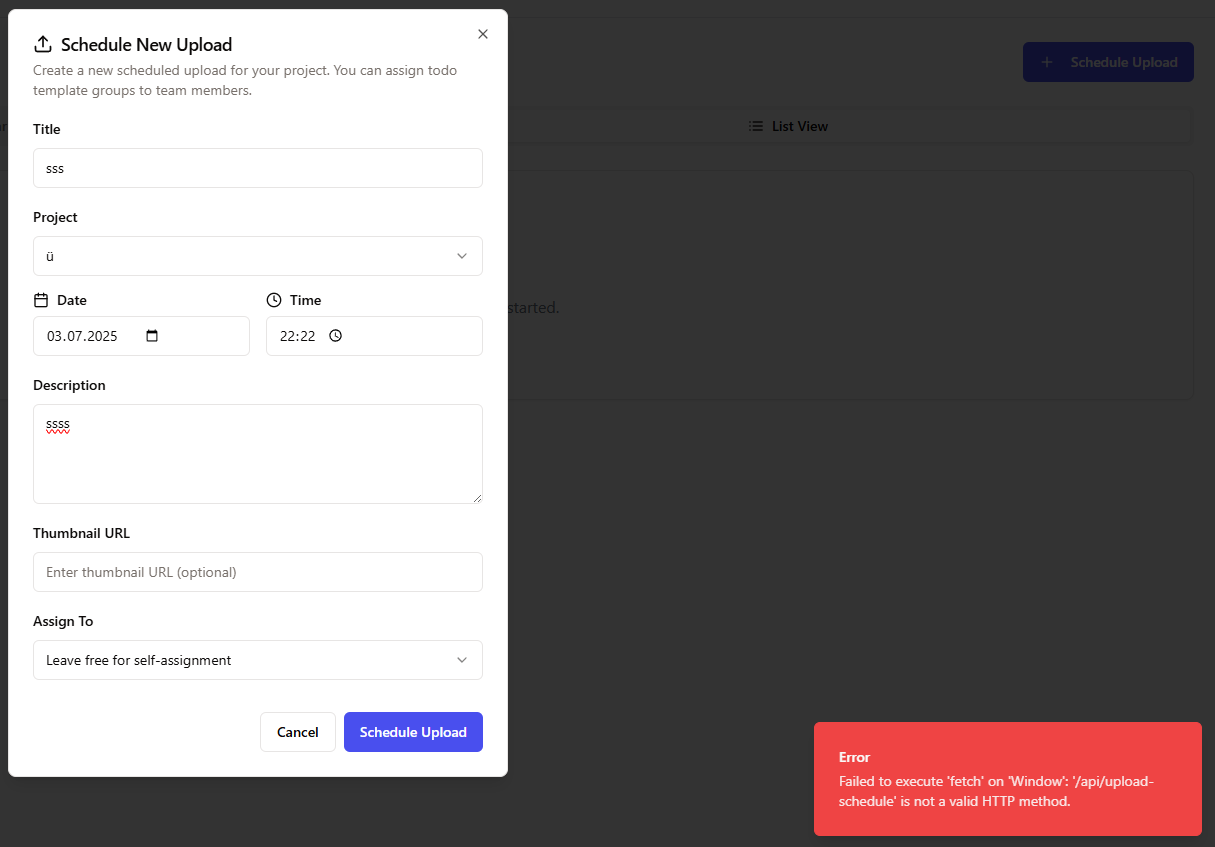 Schedule New Upload
Create a new scheduled upload for your project. You can assign todo
template groups to team members.
Title
sss
Project
ü
Date
Time
03.07.2025
22:22
Description
ssss
Thumbnail URL
Enter thumbnail URL (optional)
Assign To
Leave free for self-assignment
Cancel
Schedule Upload
Schedule Upload
List View
started.
Error
Failed to execute 'fetch' on 'Window': '/api/upload-
schedule' is not a valid HTTP method.